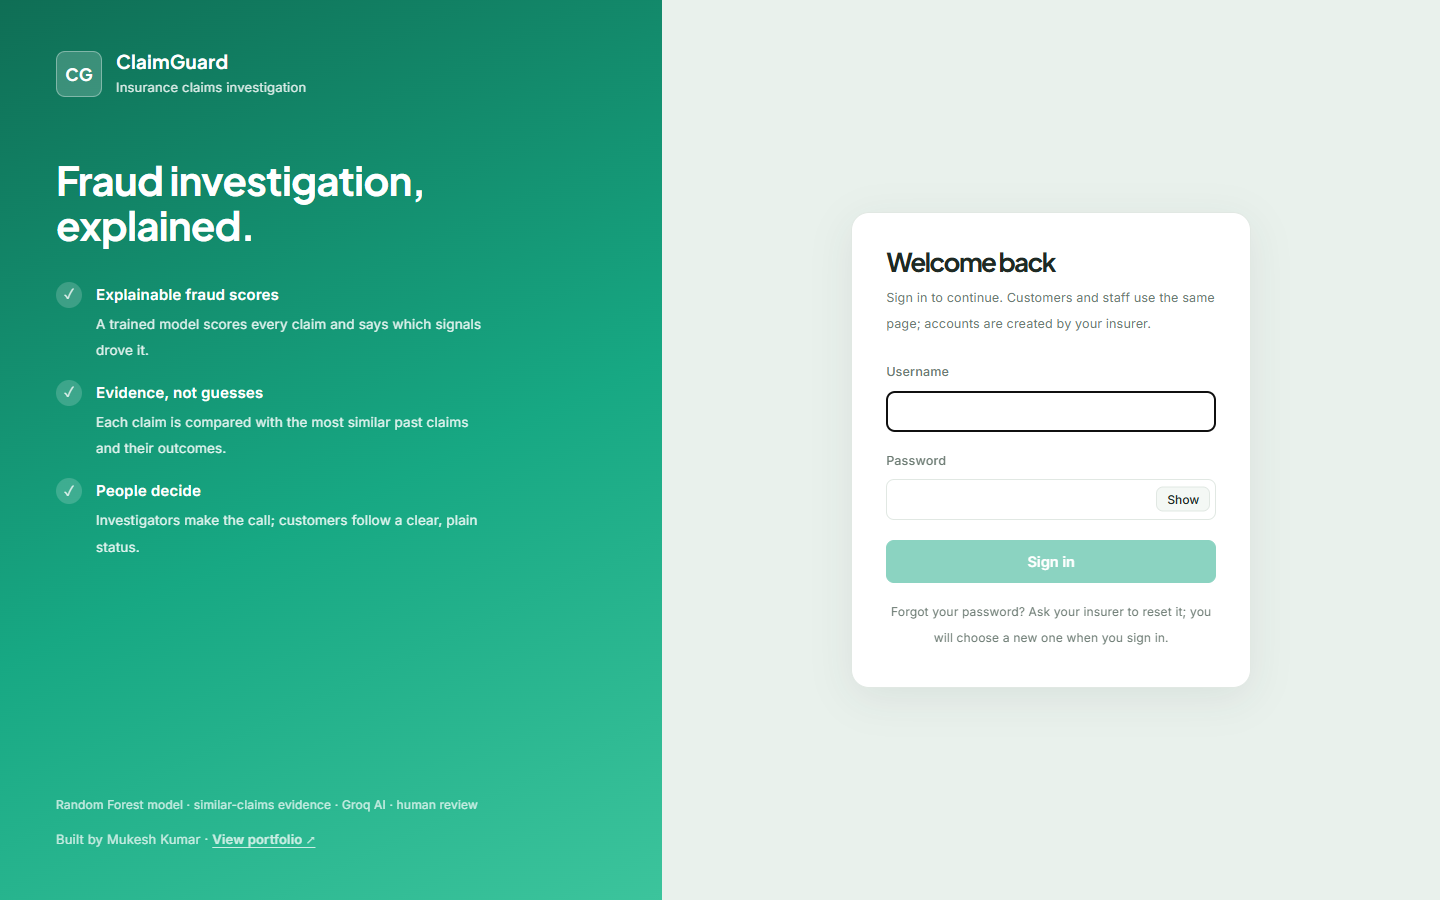 CG
ClaimGuard
Insurance claims investigation
Fraud investigation,
explained.
✓ Explainable fraud scores
A trained model scores every claim and says which signals
drove it.
✓ Evidence, not guesses
Each claim is compared with the most similar past claims
and their outcomes.
✓ People decide
Investigators make the call; customers follow a clear, plain
status.
Random Forest model · similar-claims evidence · Groq AI · human review
Built by Mukesh Kumar · View portfolio ↗
Welcome back
Sign in to continue. Customers and staff use the same
page; accounts are created by your insurer.
Username
Password
Show
Sign in
Forgot your password? Ask your insurer to reset it; you
will choose a new one when you sign in.